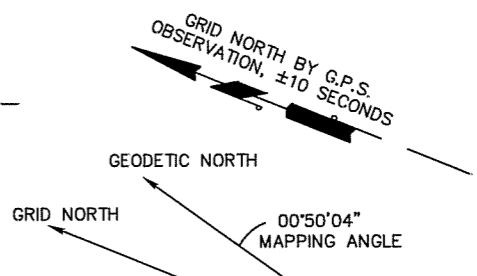 GRID NORTH BY G.P.S.
OBSERVATION, ±10 SECONDS
GEODETIC NORTH
GRID NORTH
00°50'04"
MAPPING ANGLE